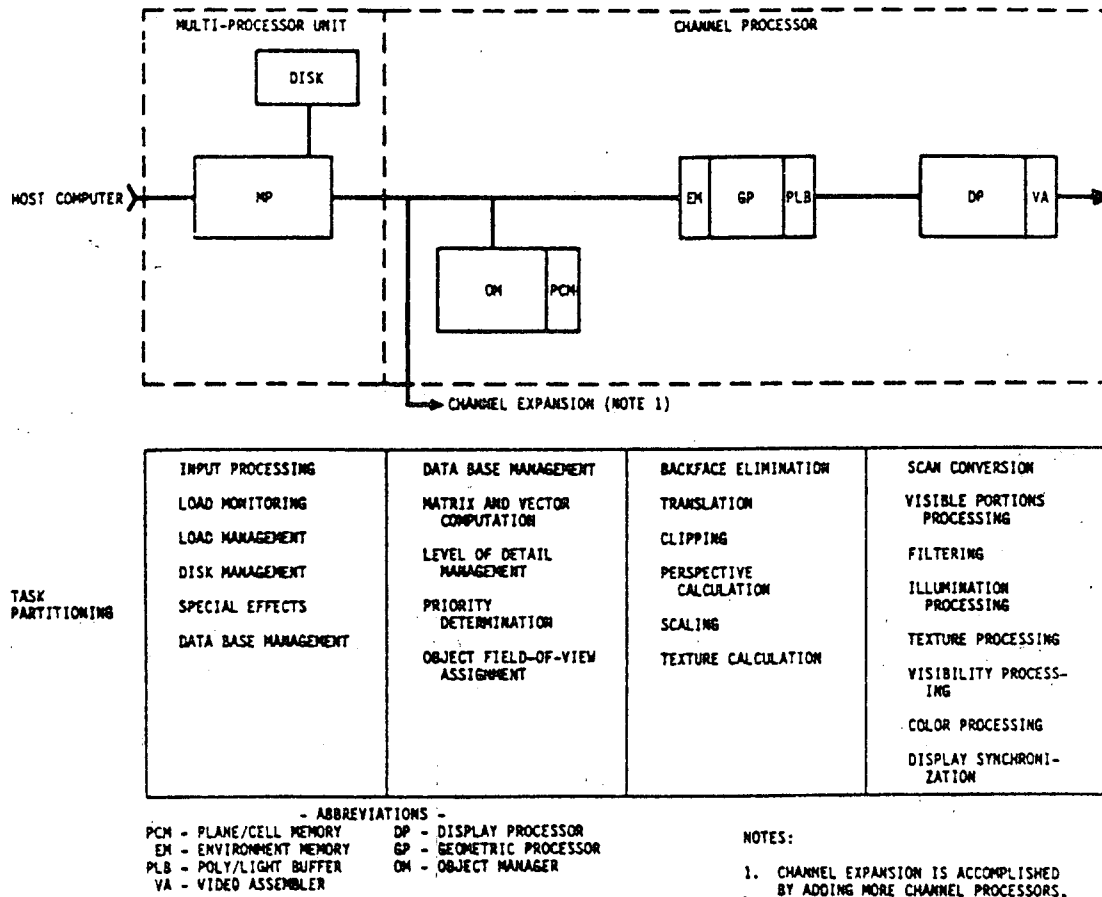 MULTI-PROCESSOR UNIT
CHANNEL PROCESSOR
DISK
HOST COMPUTER
MP
EM
GP
PLB
DP
VA
OM
PCM
CHANNEL EXPANSION (NOTE 1)
TASK
PARTITIONING
INPUT PROCESSING
LOAD MONITORING
LOAD MANAGEMENT
DISK MANAGEMENT
SPECIAL EFFECTS
DATA BASE MANAGEMENT
DATA BASE MANAGEMENT
MATRIX AND VECTOR
COMPUTATION
LEVEL OF DETAIL
MANAGEMENT
PRIORITY
DETERMINATION
OBJECT FIELD-OF-VIEW
ASSIGNMENT
BACKFACE ELIMINATION
TRANSLATION
CLIPPING
PERSPECTIVE
CALCULATION
SCALING
TEXTURE CALCULATION
SCAN CONVERSION
VISIBLE PORTIONS
PROCESSING
FILTERING
ILLUMINATION
PROCESSING
TEXTURE PROCESSING
VISIBILITY PROCESS-
ING
COLOR PROCESSING
DISPLAY SYNCHRONI-
ZATION
- ABBREVIATIONS -
PCM - PLANE/CELL MEMORY
EM - ENVIRONMENT MEMORY
PLB - POLY/LIGHT BUFFER
VA - VIDEO ASSEMBLER
DP - DISPLAY PROCESSOR
GP - GEOMETRIC PROCESSOR
OM - OBJECT MANAGER
NOTES:
1. CHANNEL EXPANSION IS ACCOMPLISHED
BY ADDING MORE CHANNEL PROCESSORS.